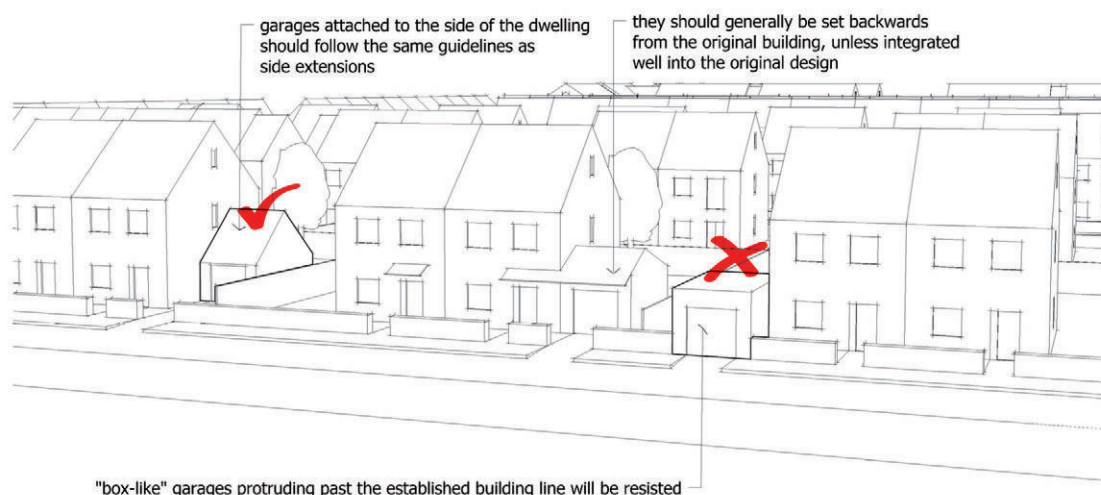 garages attached to the side of the dwelling
should follow the same guidelines as
side extensions
they should generally be set backwards
from the original building, unless integrated
well into the original design
"box-like" garages protruding past the established building line will be resisted